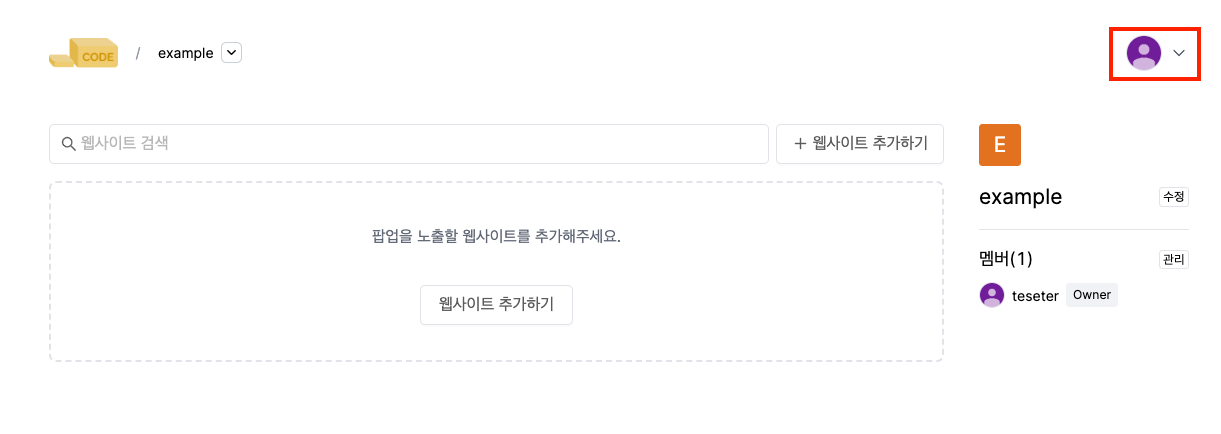 CODE / example
웹사이트 검색
+ 웹사이트 추가하기
팝업을 노출할 웹사이트를 추가해주세요.
웹사이트 추가하기
E
example 수정
멤버(1) 관리
teseter Owner